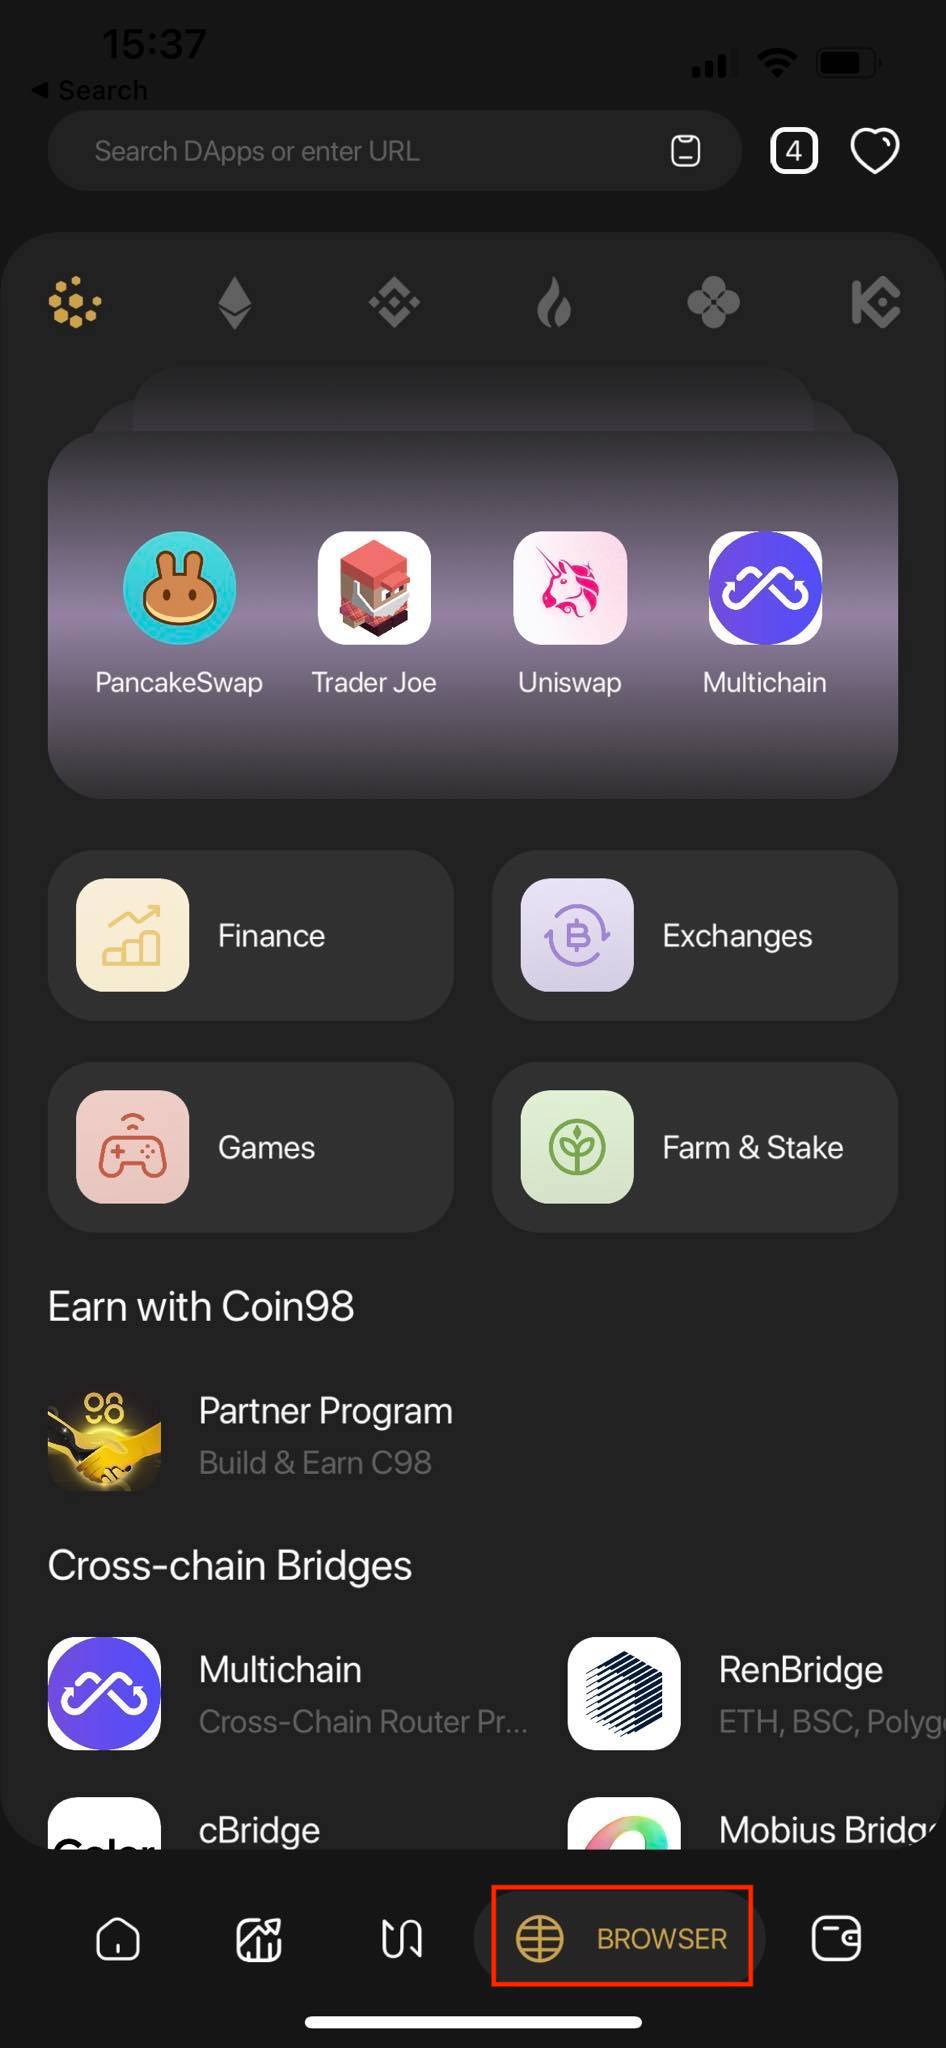 15:37
◀ Search
Search DApps or enter URL
4
PancakeSwap
Trader Joe
Uniswap
Multichain
Finance
Exchanges
Games
Farm & Stake
Earn with Coin98
98
Partner Program
Build & Earn C98
Cross-chain Bridges
Multichain
Cross-Chain Router Pr...
RenBridge
ETH, BSC, Polyg
cBridge
Mobius Bridg
BROWSER